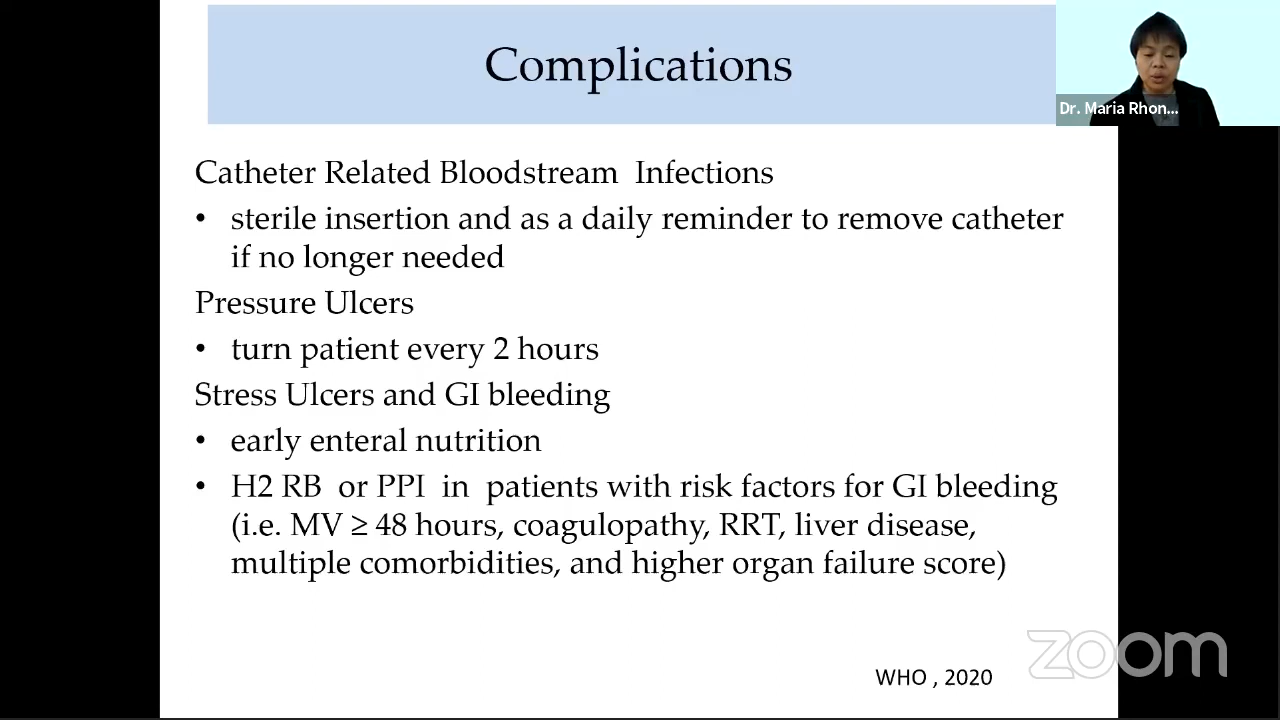 Complications
Dr. Maria Rhon...
Catheter Related Bloodstream Infections
• sterile insertion and as a daily reminder to remove catheter
if no longer needed
Pressure Ulcers
• turn patient every 2 hours
Stress Ulcers and GI bleeding
• early enteral nutrition
• H2 RB or PPI in patients with risk factors for GI bleeding
(i.e. MV ≥ 48 hours, coagulopathy, RRT, liver disease,
multiple comorbidities, and higher organ failure score)
zoom
WHO , 2020